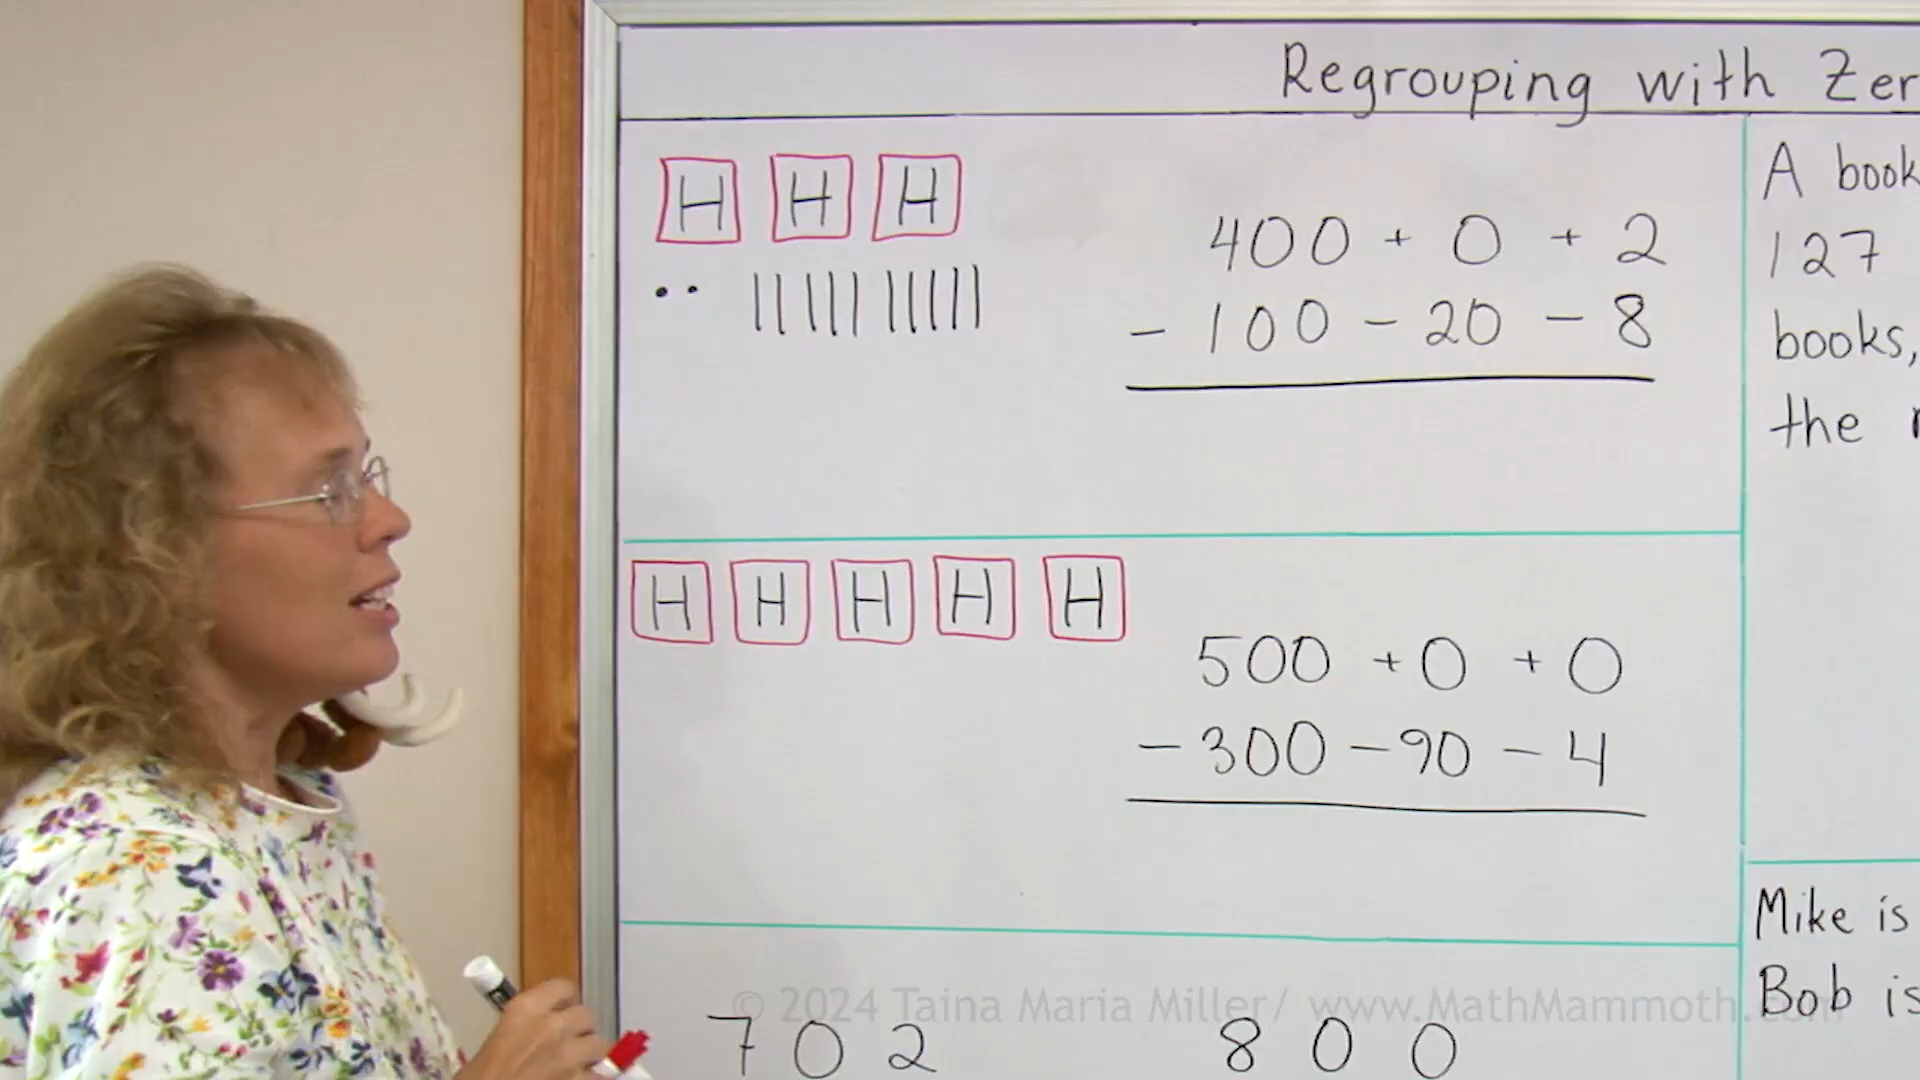 Regrouping with Zer
H H H
400 + 0 + 2
- 100 - 20 - 8
H H H H H
500 + 0 + 0
- 300 - 90 - 4
7 0 2
8 0 0
A book
127
books,
the
Mike is
Bob is
© 2024 Taina Maria Miller/ www.MathMammoth.com